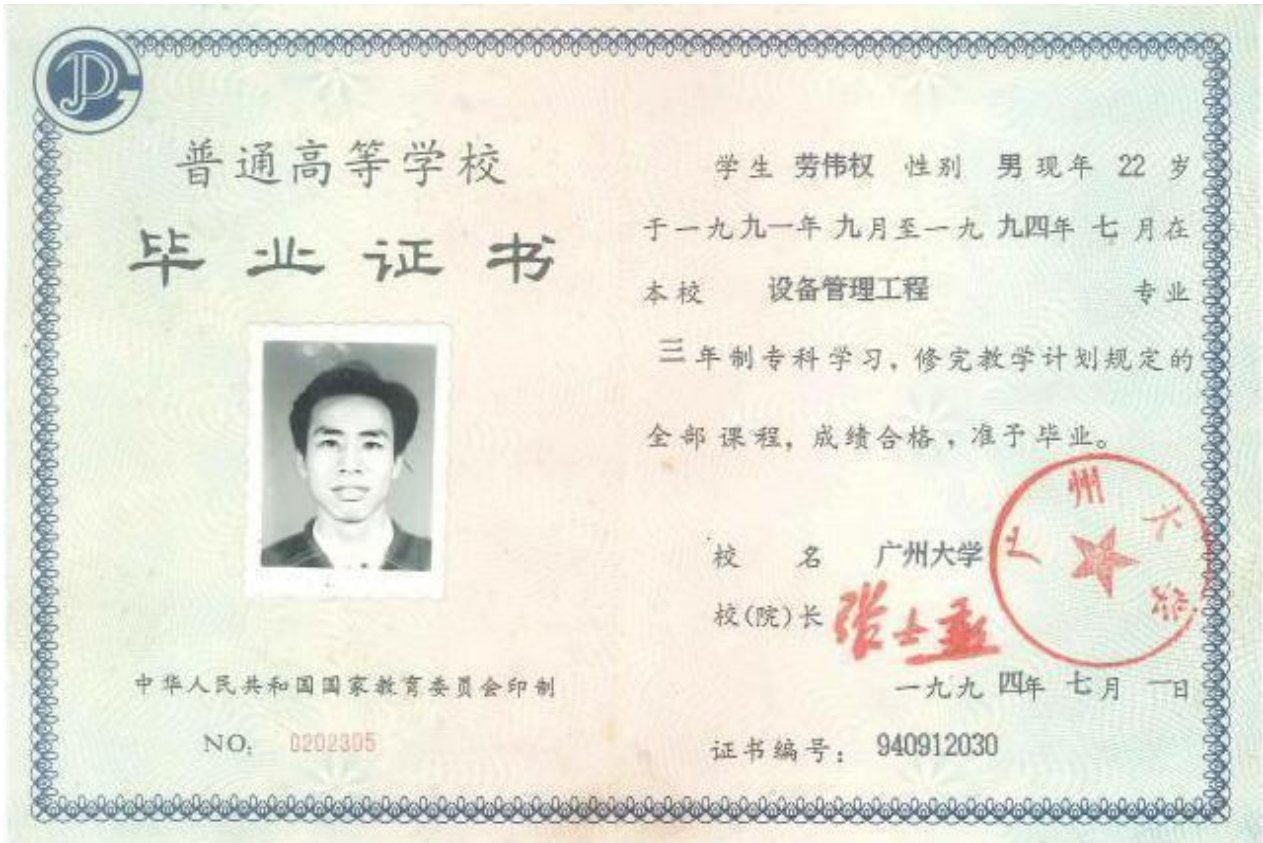 普通高等学校
毕业证书
中华人民共和国国家教育委员会印制
NO: 0202305
学生 劳伟权 性别 男 现年 22 岁
于一九九一年九月至一九九四年七月在
本校 设备管理工程 专业
三年制专科学习，修完教学计划规定的
全部课程，成绩合格，准予毕业。
校 名 广州大学
校(院)长
一九九四年七月一日
证书编号： 940912030
广州大学